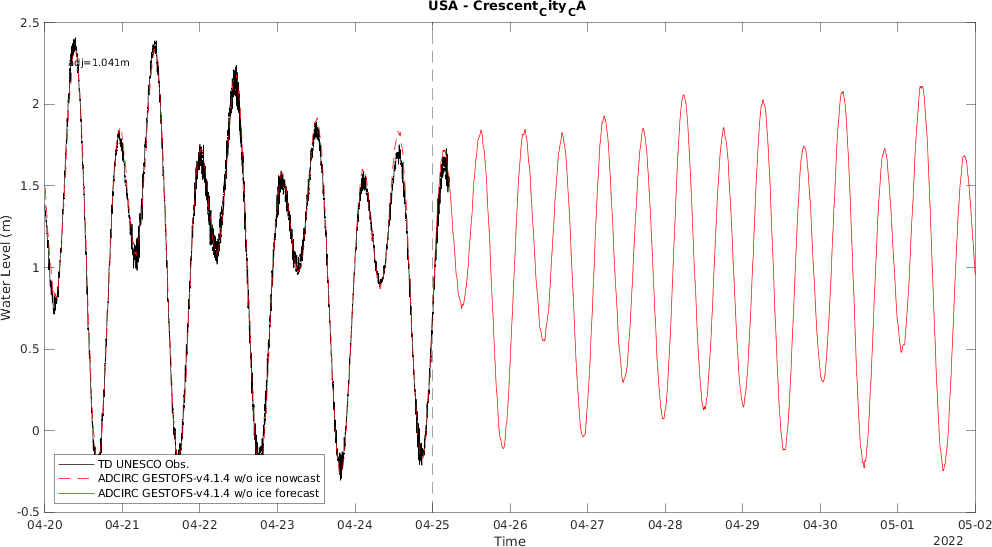 USA - Crescent_City_CA
adj=1.041m
2.5
2
1.5
1
0.5
0
-0.5
Water Level (m)
TD UNESCO Obs.
ADCIRC GESTOFS-v4.1.4 w/o ice nowcast
ADCIRC GESTOFS-v4.1.4 w/o ice forecast
04-20 04-21 04-22 04-23 04-24 04-25 04-26 04-27 04-28 04-29 04-30 05-01 05-02
Time
2022